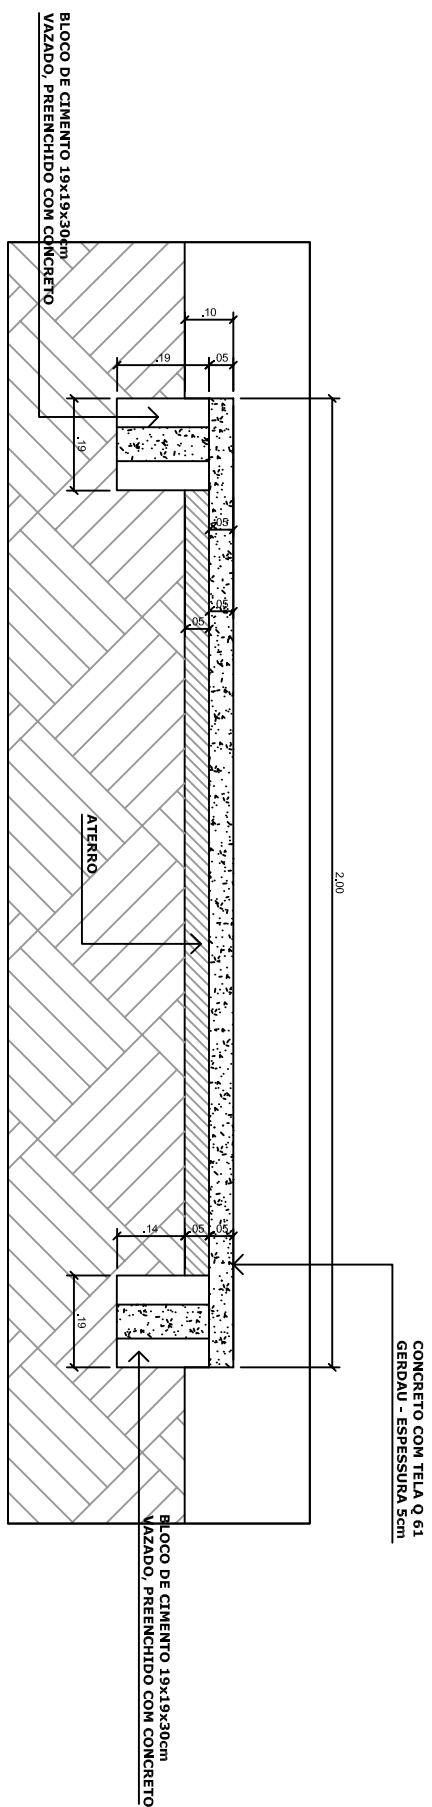 CONCRETO COM TELA Q 61
GERDAU - ESPESSURA 5cm
2.00
.10
.05
.19
.05
.05
.05
.19
ATERRO
.05
.05
.14
.19
BLOCO DE CIMENTO 19x19x30cm
VAZADO, PREENCHIDO COM CONCRETO
BLOCO DE CIMENTO 19x19x30cm
VAZADO, PREENCHIDO COM CONCRETO